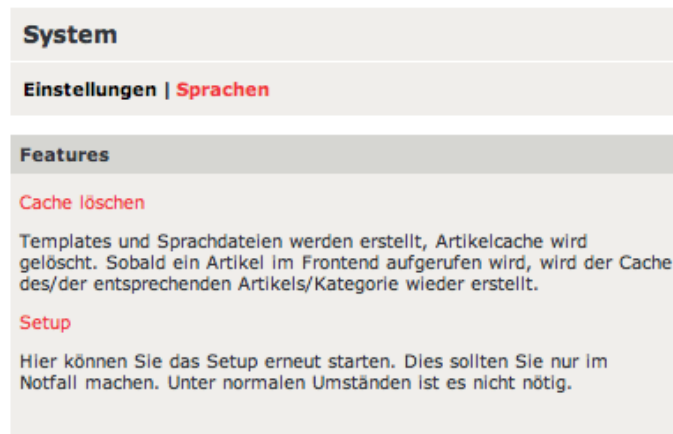 System
Einstellungen | Sprachen
Features
Cache löschen
Templates und Sprachdateien werden erstellt, Artikelcache wird
gelöscht. Sobald ein Artikel im Frontend aufgerufen wird, wird der Cache
des/der entsprechenden Artikels/Kategorie wieder erstellt.
Setup
Hier können Sie das Setup erneut starten. Dies sollten Sie nur im
Notfall machen. Unter normalen Umständen ist es nicht nötig.